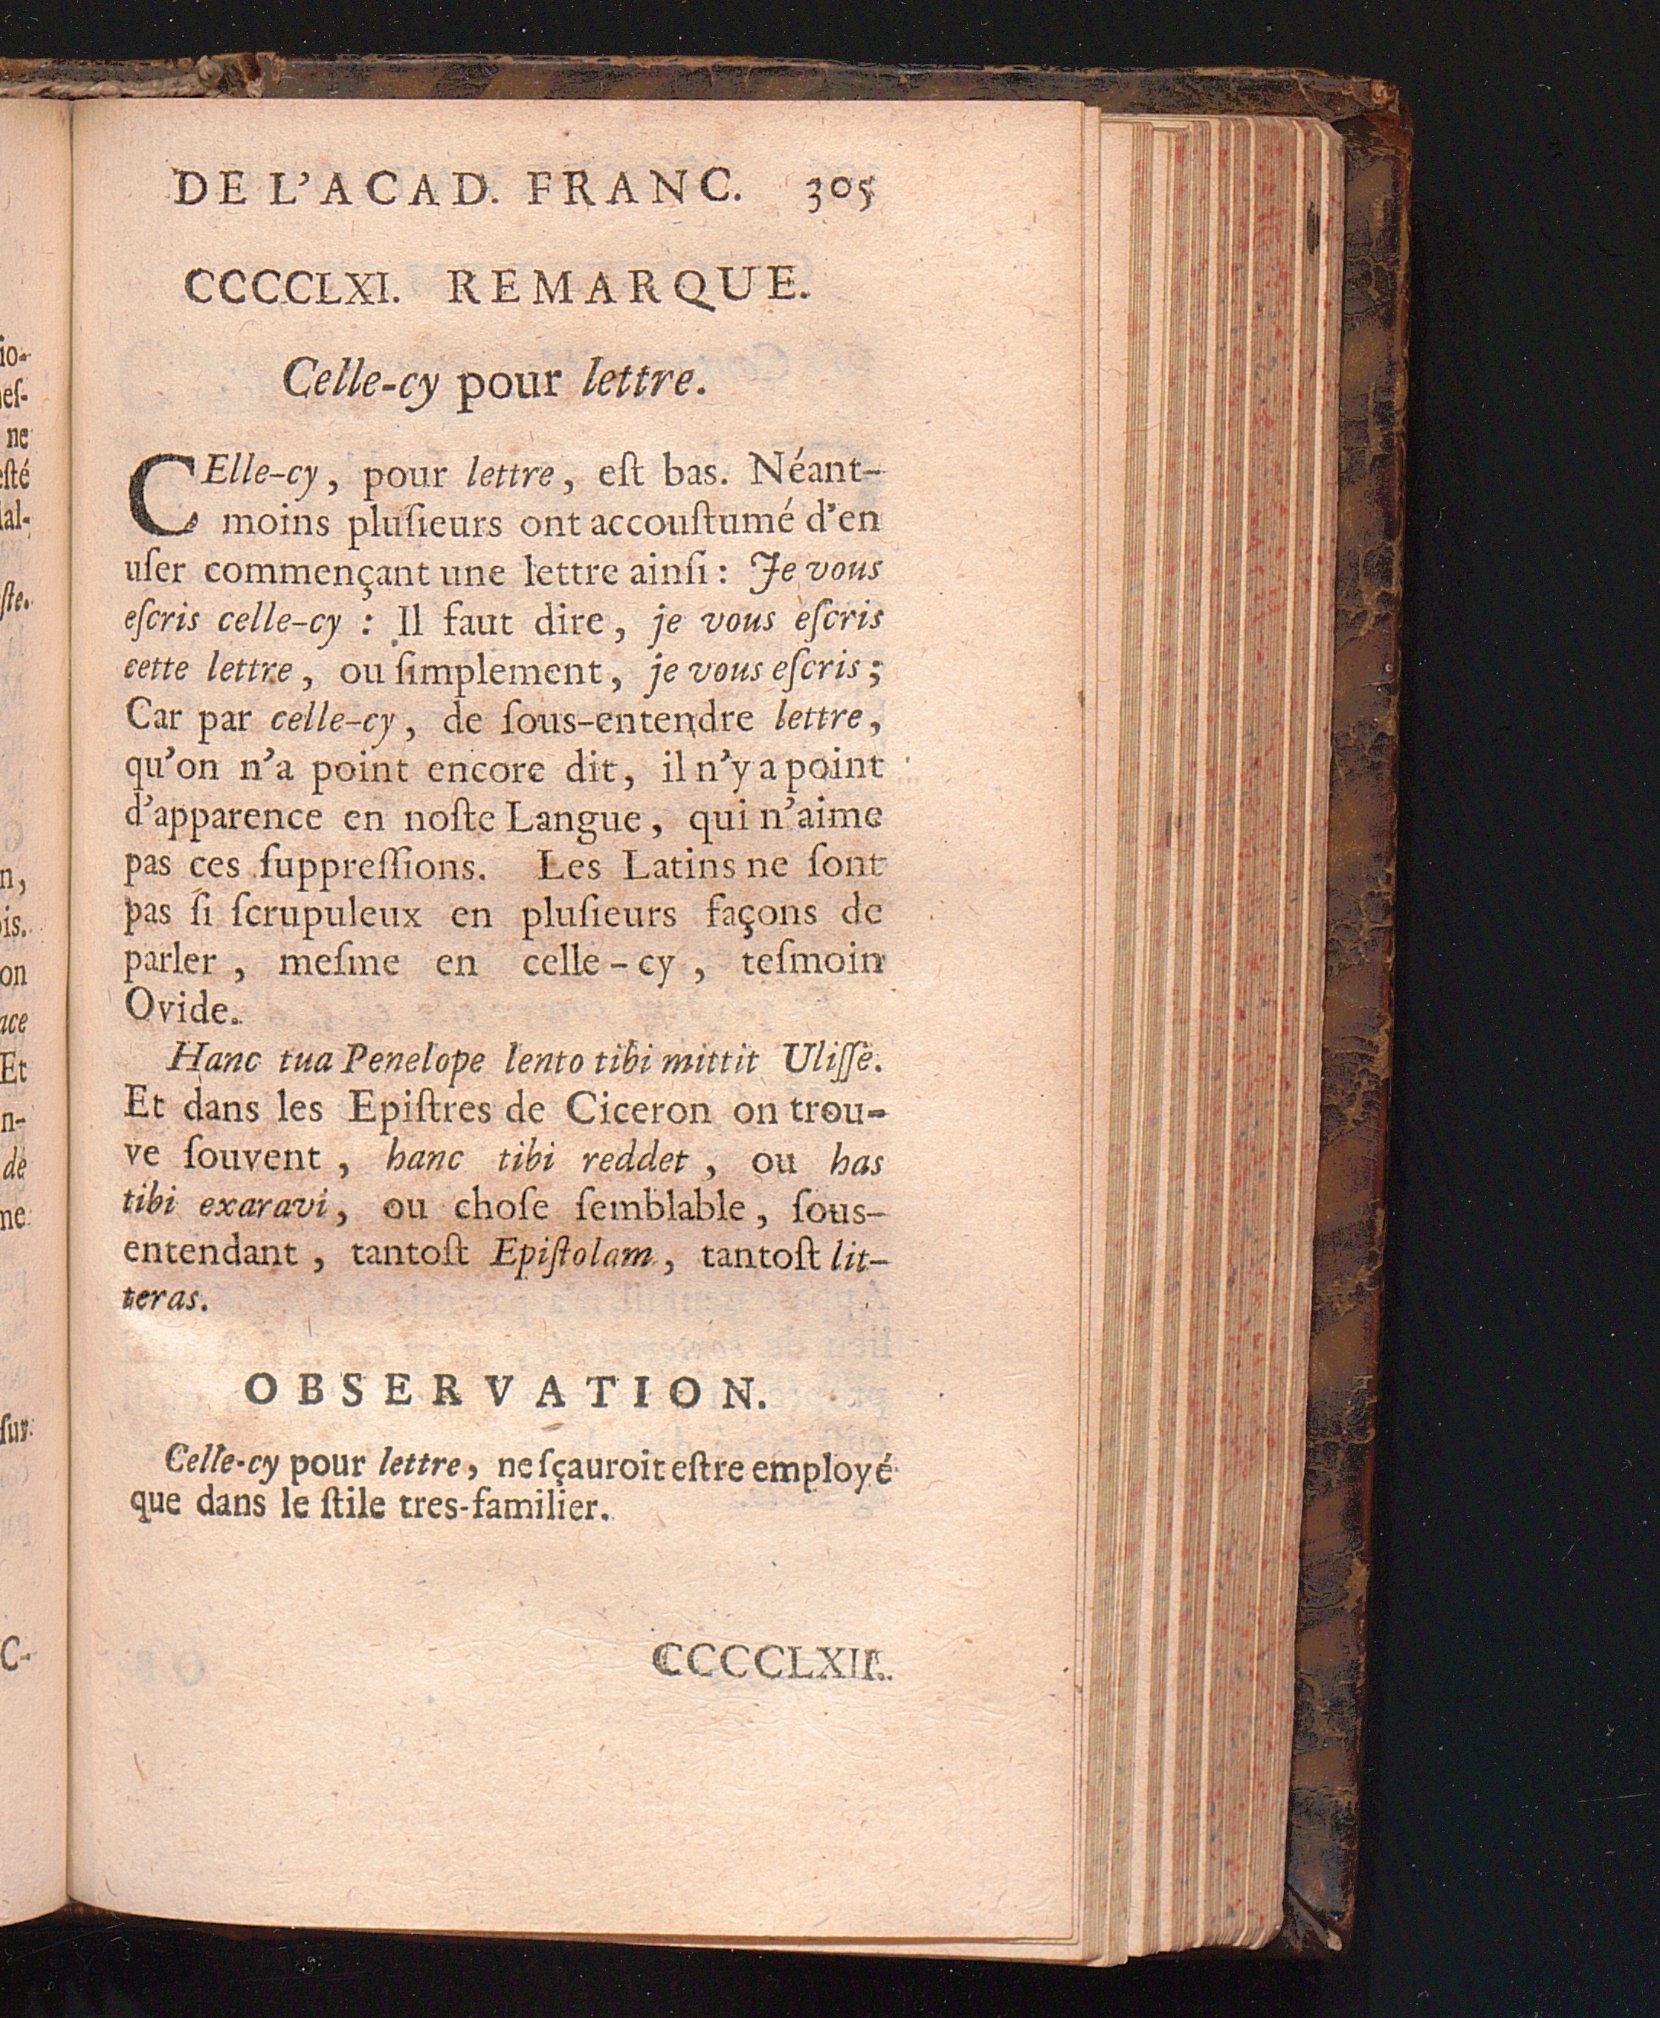 DE L'ACAD. FRANC. 305
CCCCCLXI. REMARQUE.
Celle-cy pour lettre.
CElle-cy, pour lettre, eſt bas. Néant-
moins pluſieurs ont accouſtumé d'en
uſer commençant une lettre ainſi: Je vous
eſcris celle-cy : Il faut dire, je vous eſcris
cette lettre, ou ſimplement, je vous eſcris;
Car par celle-cy, de ſous-entendre lettre,
qu'on n'a point encore dit, il n'y a point
d'apparence en noſte Langue, qui n'aime
pas ces ſuppreſſions. Les Latins ne ſont
pas ſi ſcrupuleux en pluſieurs façons de
parler, meſme en celle-cy, teſmoin
Ovide.
Hanc tua Penelope lento tibi mittit Uliſſe.
Et dans les Epiſtres de Ciceron on trou-
ve ſouvent, hanc tibi reddet, ou has
tibi exaravi, ou choſe ſemblable, ſous-
entendant, tantoſt Epiſtolam, tantoſt lit-
teras.
OBSERVATION.
Celle-cy pour lettre, ne ſçauroit eſtre employé
que dans le ſtile tres-familier.
CCCCCLXII.